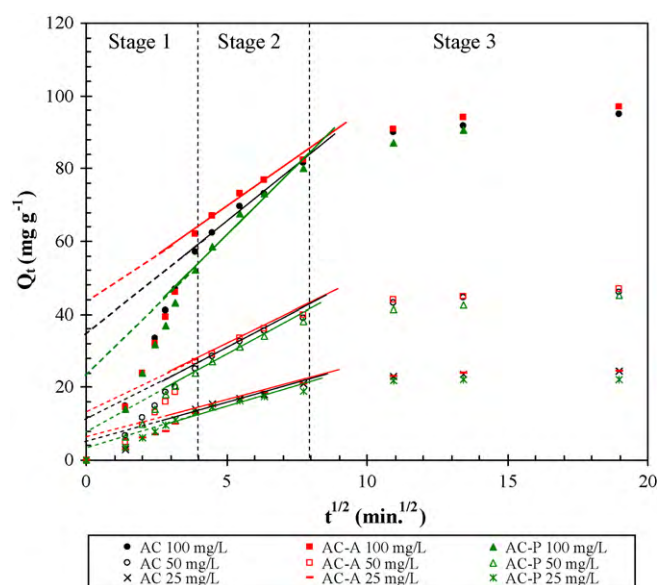 Stage 1 Stage 2 Stage 3
120
100
80
60
40
20
0
Qt (mg g-1)
0 5 10 15 20
t1/2 (min.1/2)
AC 100 mg/L AC-A 100 mg/L AC-P 100 mg/L
AC 50 mg/L AC-A 50 mg/L AC-P 50 mg/L
AC 25 mg/L AC-A 25 mg/L AC-P 25 mg/L